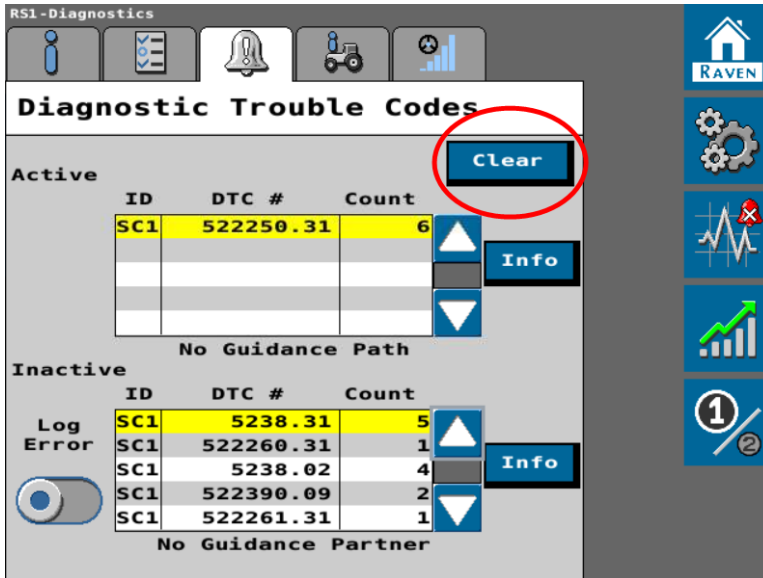 RS1-Diagnostics
RAVEN
Diagnostic Trouble Codes
Clear
Active
ID DTC # Count
SC1 522250.31 6
Info
No Guidance Path
Inactive
ID DTC # Count
Log Error
SC1 5238.31 5
SC1 522260.31 1
SC1 5238.02 4
SC1 522390.09 2
SC1 522261.31 1
Info
No Guidance Partner
1
2